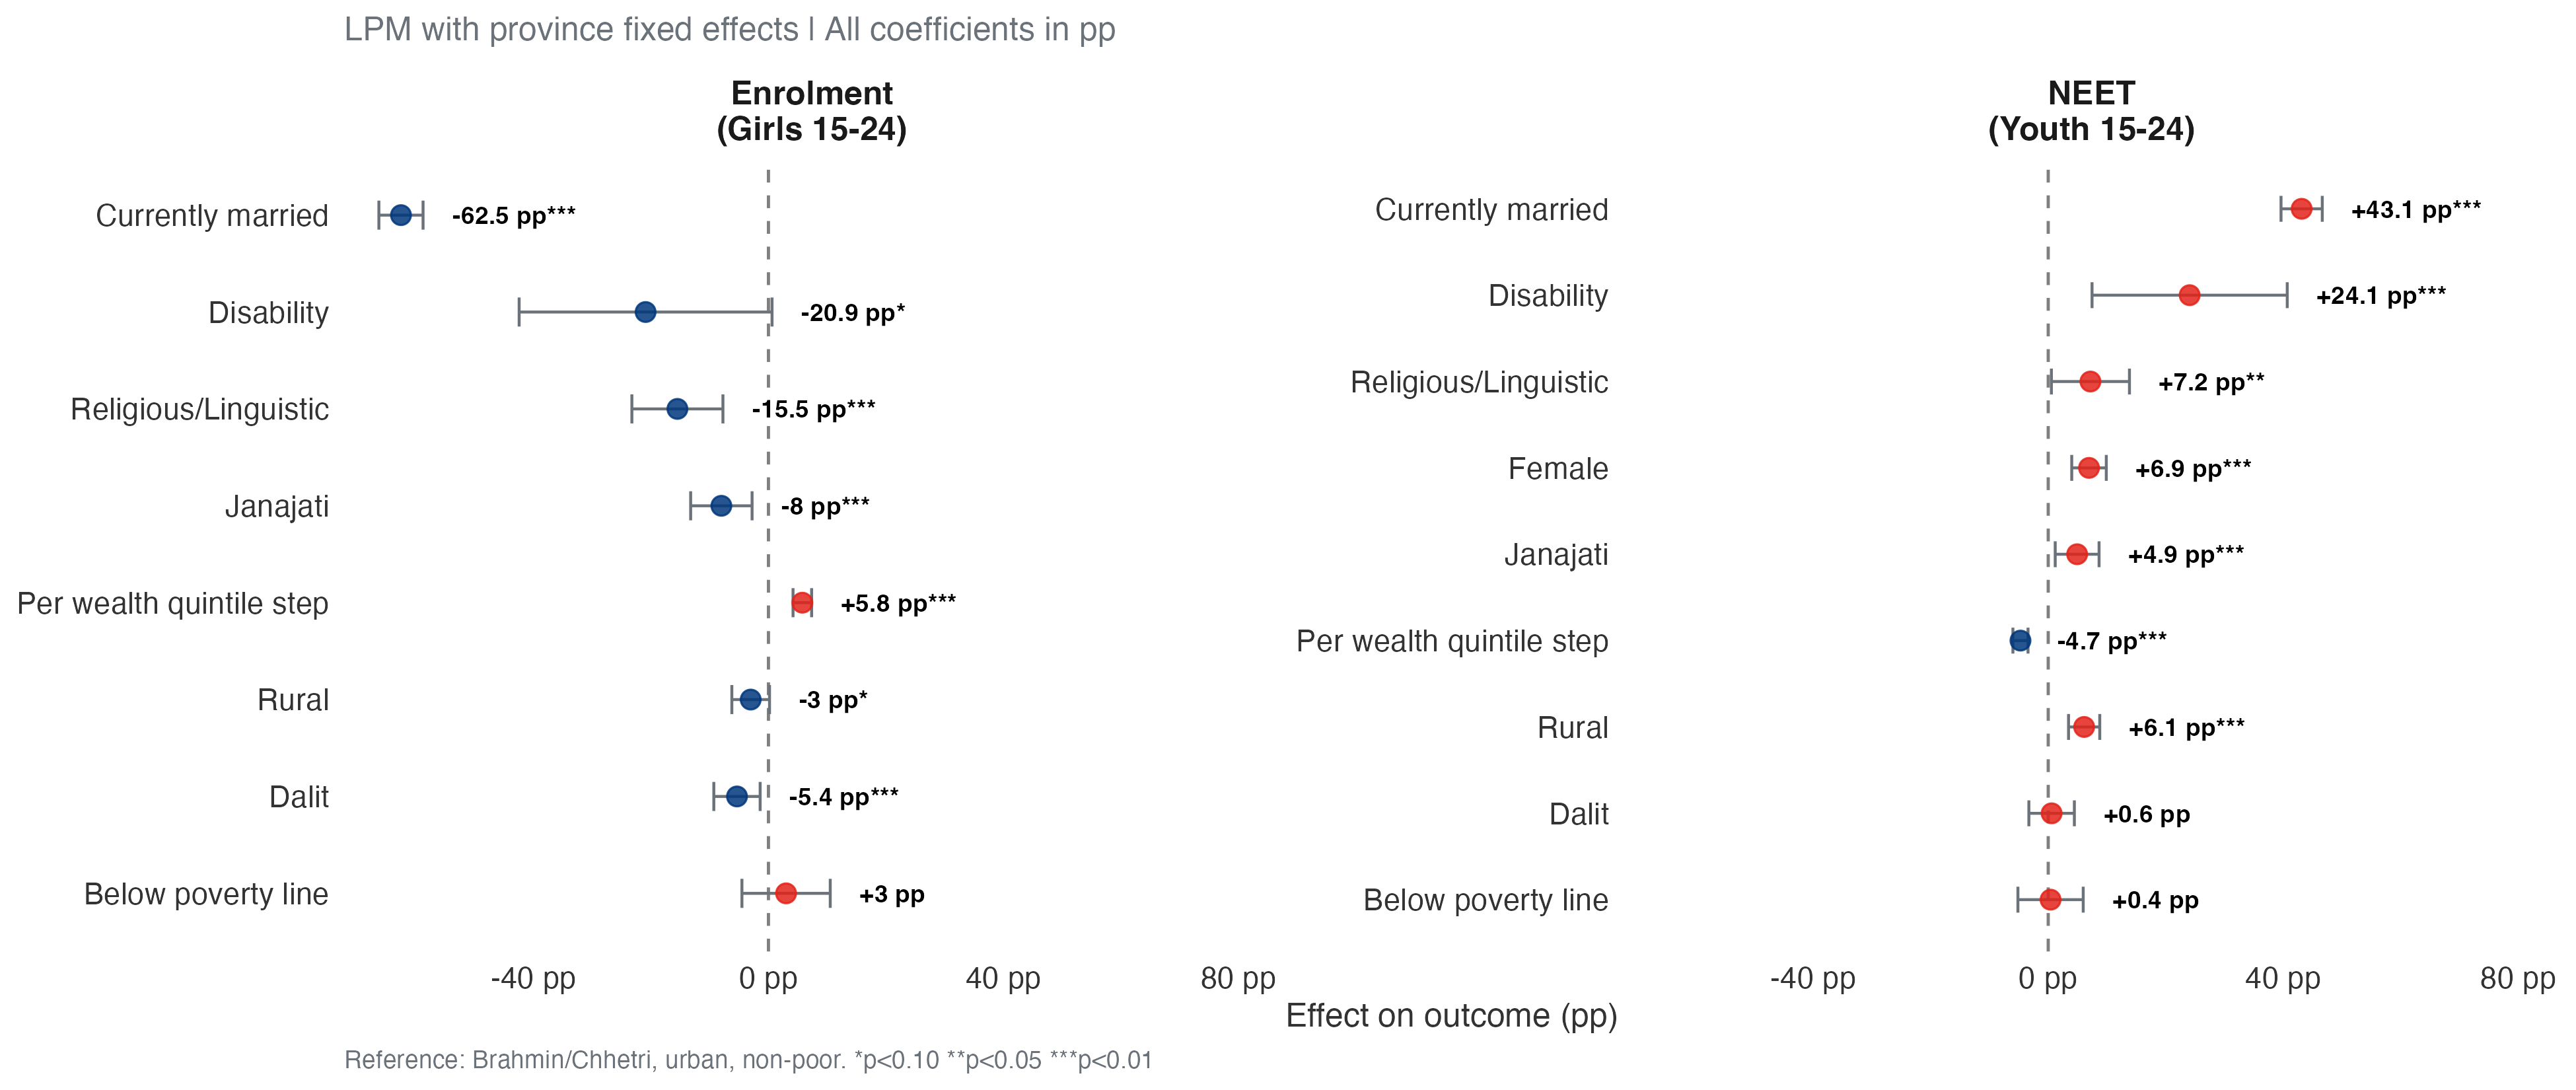 LPM with province fixed effects | All coefficients in pp
Enrolment
(Girls 15-24)
Currently married
-62.5 pp***
Disability
-20.9 pp*
Religious/Linguistic
-15.5 pp***
Janajati
-8 pp***
Per wealth quintile step
+5.8 pp***
Rural
-3 pp*
Dalit
-5.4 pp***
Below poverty line
+3 pp
-40 pp 0 pp 40 pp 80 pp
NEET
(Youth 15-24)
Currently married
+43.1 pp***
Disability
+24.1 pp***
Religious/Linguistic
+7.2 pp**
Female
+6.9 pp***
Janajati
+4.9 pp***
Per wealth quintile step
-4.7 pp***
Rural
+6.1 pp***
Dalit
+0.6 pp
Below poverty line
+0.4 pp
-40 pp 0 pp 40 pp 80 pp
Effect on outcome (pp)
Reference: Brahmin/Chhetri, urban, non-poor. *p<0.10 **p<0.05 ***p<0.01